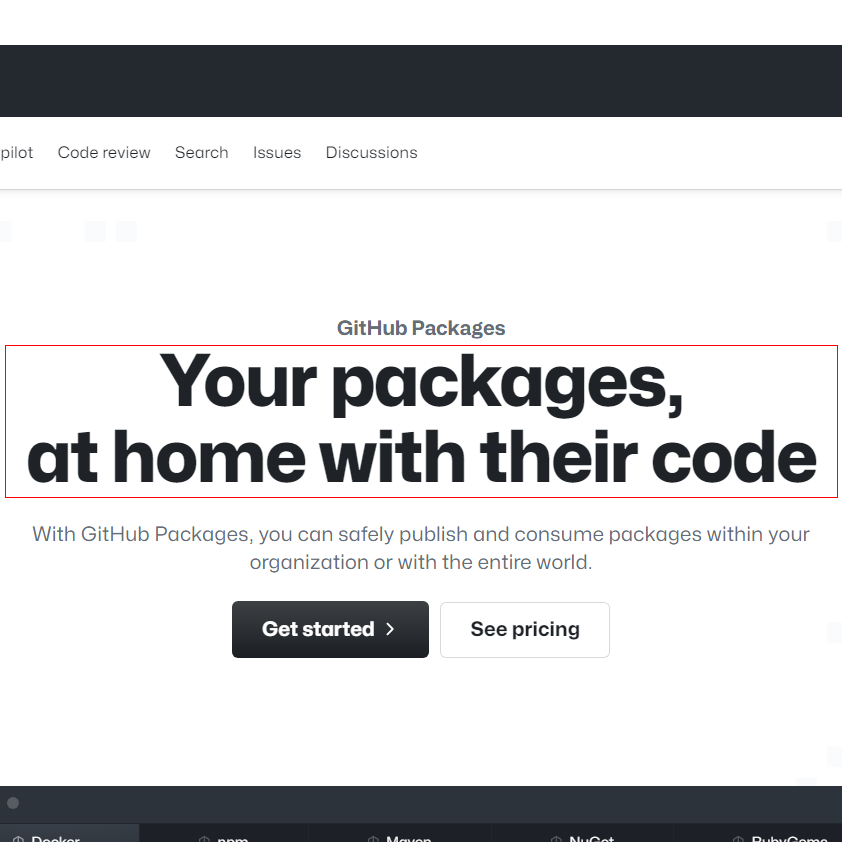 pilot Code review Search Issues Discussions
GitHub Packages
Your packages,
at home with their code
With GitHub Packages, you can safely publish and consume packages within your
organization or with the entire world.
Get started
See pricing
Docker npm Maven NuGet RubyGems